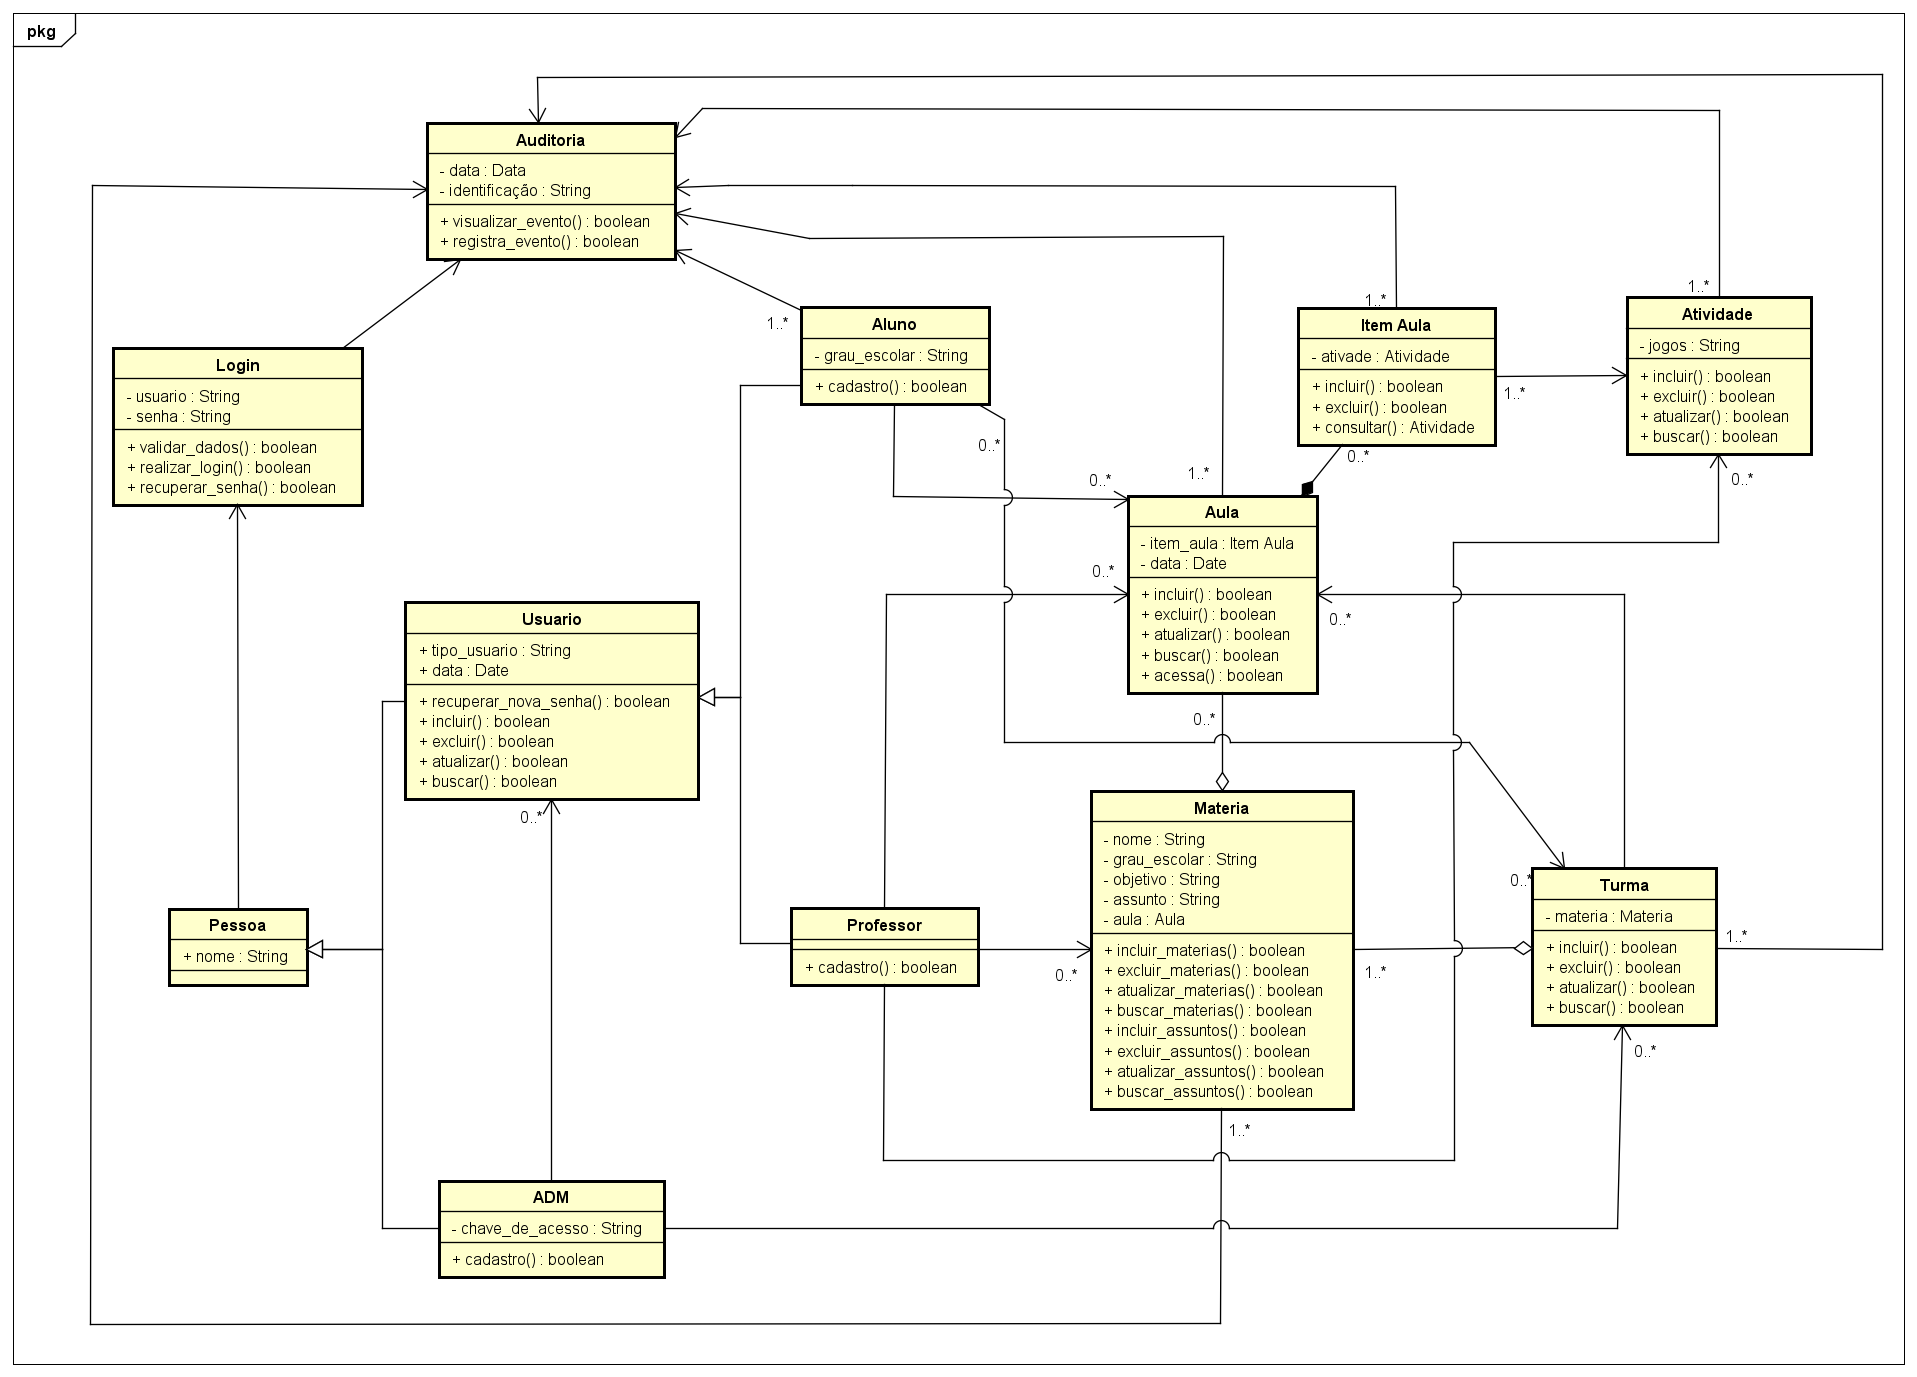 pkg
Auditoria
- data : Data
- identificação : String
+ visualizar_evento() : boolean
+ registra_evento() : boolean
Login
- usuario : String
- senha : String
+ validar_dados() : boolean
+ realizar_login() : boolean
+ recuperar_senha() : boolean
1..*
Aluno
- grau_escolar : String
+ cadastro() : boolean
0..*
0..*
1..*
Item Aula
- ativade : Atividade
+ incluir() : boolean
+ excluir() : boolean
+ consultar() : Atividade
1..*
0..*
1..*
Atividade
- jogos : String
+ incluir() : boolean
+ excluir() : boolean
+ atualizar() : boolean
+ buscar() : boolean
0..*
1..*
Aula
- item_aula : Item Aula
- data : Date
+ incluir() : boolean
+ excluir() : boolean
+ atualizar() : boolean
+ buscar() : boolean
+ acessa() : boolean
0..*
0..*
0..*
Usuario
+ tipo_usuario : String
+ data : Date
+ recuperar_nova_senha() : boolean
+ incluir() : boolean
+ excluir() : boolean
+ atualizar() : boolean
+ buscar() : boolean
0..*
Pessoa
+ nome : String
Professor
+ cadastro() : boolean
0..*
Materia
- nome : String
- grau_escolar : String
- objetivo : String
- assunto : String
- aula : Aula
+ incluir_materias() : boolean
+ excluir_materias() : boolean
+ atualizar_materias() : boolean
+ buscar_materias() : boolean
+ incluir_assuntos() : boolean
+ excluir_assuntos() : boolean
+ atualizar_assuntos() : boolean
+ buscar_assuntos() : boolean
1..*
1..*
0..*
Turma
- materia : Materia
+ incluir() : boolean
+ excluir() : boolean
+ atualizar() : boolean
+ buscar() : boolean
1..*
0..*
ADM
- chave_de_acesso : String
+ cadastro() : boolean